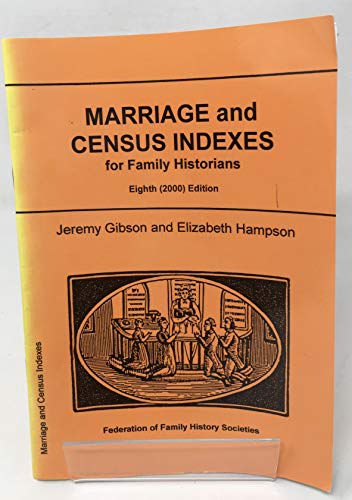 MARRIAGE and
CENSUS INDEXES
for Family Historians
Eighth (2000) Edition
Jeremy Gibson and Elizabeth Hampson
Marriage and Census Indexes
Federation of Family History Societies